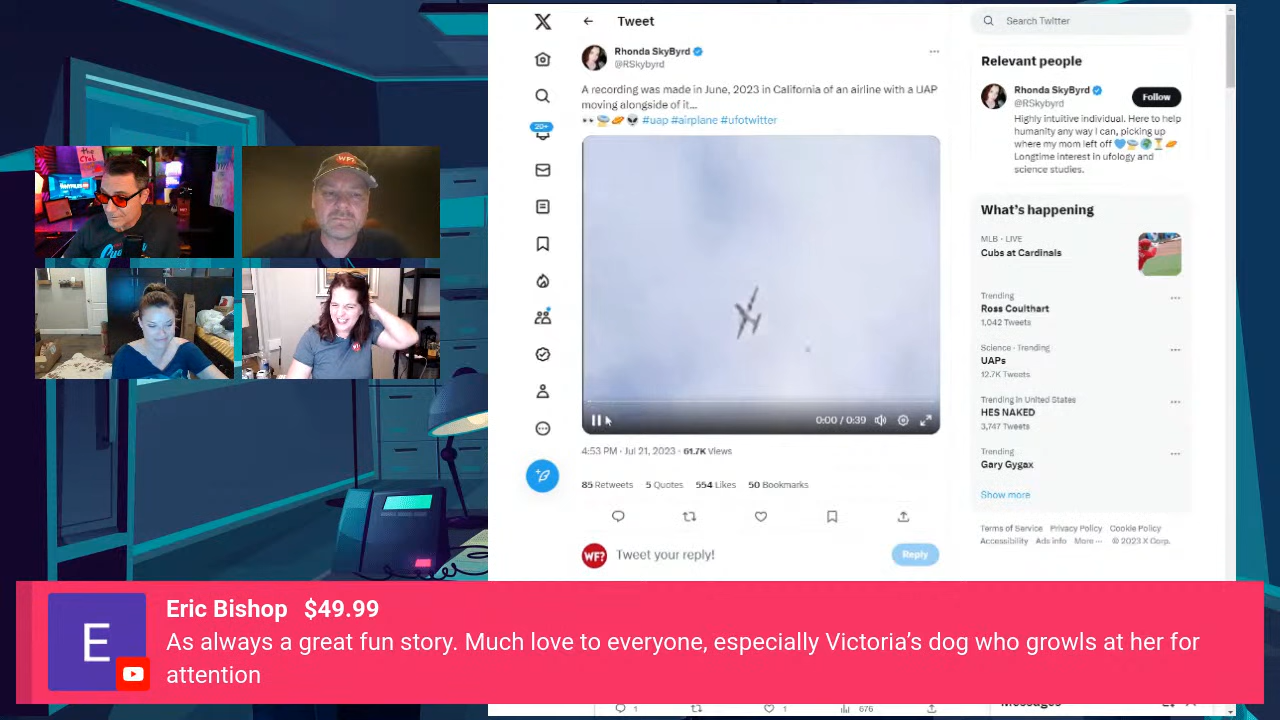 Tweet
Search Twitter
Rhonda SkyByrd
@RSkybyrd
A recording was made in June, 2023 in California of an airline with a UAP
moving alongside of it...
#uap #airplane #ufotwitter
20+
0:00 / 0:39
4:53 PM · Jul 21, 2023 · 61.7K Views
85 Retweets 5 Quotes 554 Likes 50 Bookmarks
WF?
Tweet your reply!
Reply
Relevant people
Rhonda SkyByrd
@RSkybyrd
Follow
Highly intuitive individual. Here to help
humanity any way I can, picking up
where my mom left off
Longtime interest in ufology and
science studies.
What's happening
MLB · LIVE
Cubs at Cardinals
Trending
Ross Coulthart
1,042 Tweets
Science · Trending
UAPs
12.7K Tweets
Trending in United States
HES NAKED
3,747 Tweets
Trending
Gary Gygax
Show more
Terms of Service Privacy Policy Cookie Policy
Accessibility Ads info More ··· © 2023 X Corp.
E
Eric Bishop $49.99
As always a great fun story. Much love to everyone, especially Victoria's dog who growls at her for
attention
1 1 676
Messages